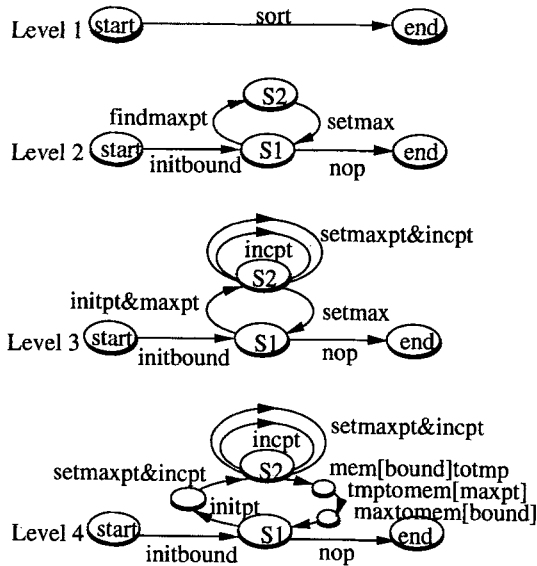 sort
Level 1 start end
S2
findmaxpt setmax
Level 2 start S1 end
initbound nop
setmaxpt&incpt
incpt
S2
initpt&maxpt setmax
Level 3 start S1 end
initbound nop
setmaxpt&incpt
incpt
S2 mem[bound]totmp
setmaxpt&incpt tmptomem[maxpt]
initpt maxtomem[bound]
Level 4 start S1 end
initbound nop